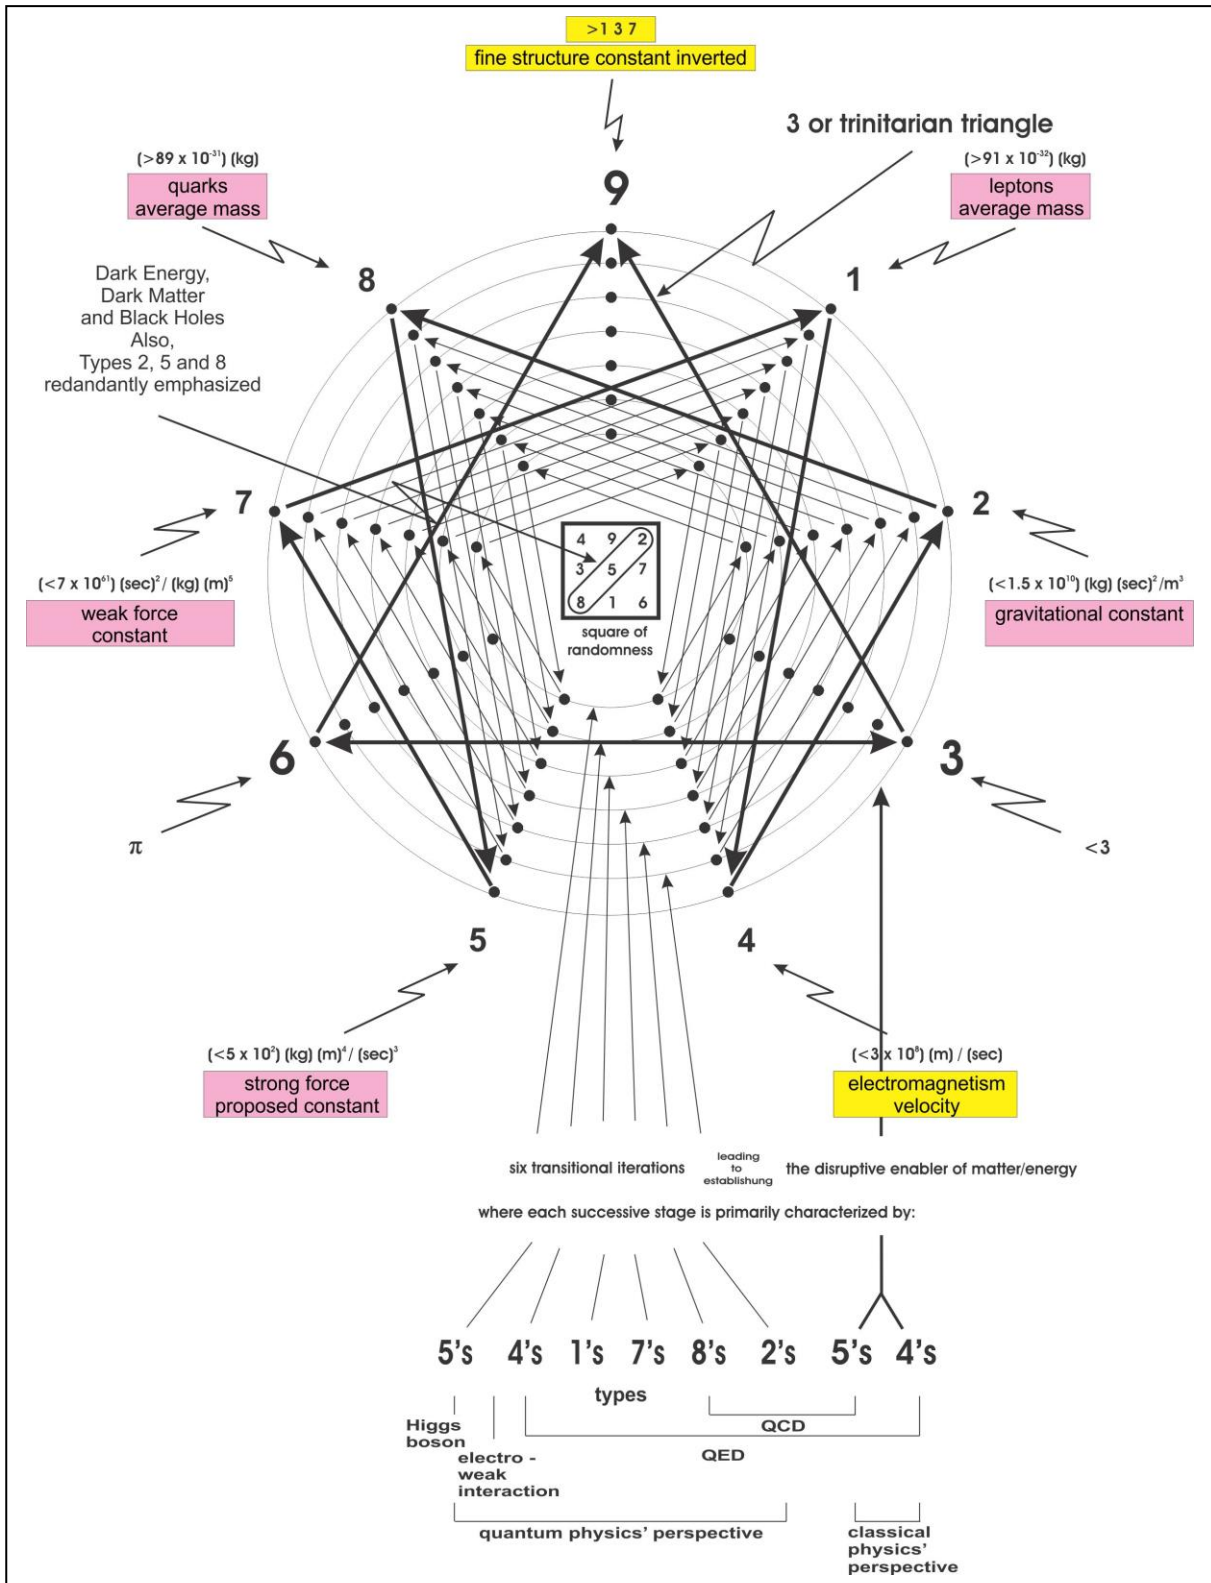 >1 3 7
fine structure constant inverted
3 or trinitarian triangle
(>89 x 10⁻³¹) (kg)
quarks
average mass
(>91 x 10⁻³²) (kg)
leptons
average mass
9
8
1
Dark Energy,
Dark Matter
and Black Holes
Also,
Types 2, 5 and 8
redandantly emphasized
7
2
4 9 2
3 5 7
8 1 6
square of
randomness
(<7 x 10⁶¹) (sec)² / (kg) (m)⁵
weak force
constant
(<1.5 x 10¹⁰) (kg) (sec)² /m³
gravitational constant
6
3
π
<3
5
4
(<5 x 10²) (kg) (m)⁴ / (sec)³
strong force
proposed constant
(<3 x 10⁸) (m) / (sec)
electromagnetism
velocity
six transitional iterations
leading
to
establishung
the disruptive enabler of matter/energy
where each successive stage is primarily characterized by:
5's 4's 1's 7's 8's 2's 5's 4's
types
Higgs
boson
QCD
electro -
weak
interaction
QED
quantum physics' perspective
classical
physics'
perspective